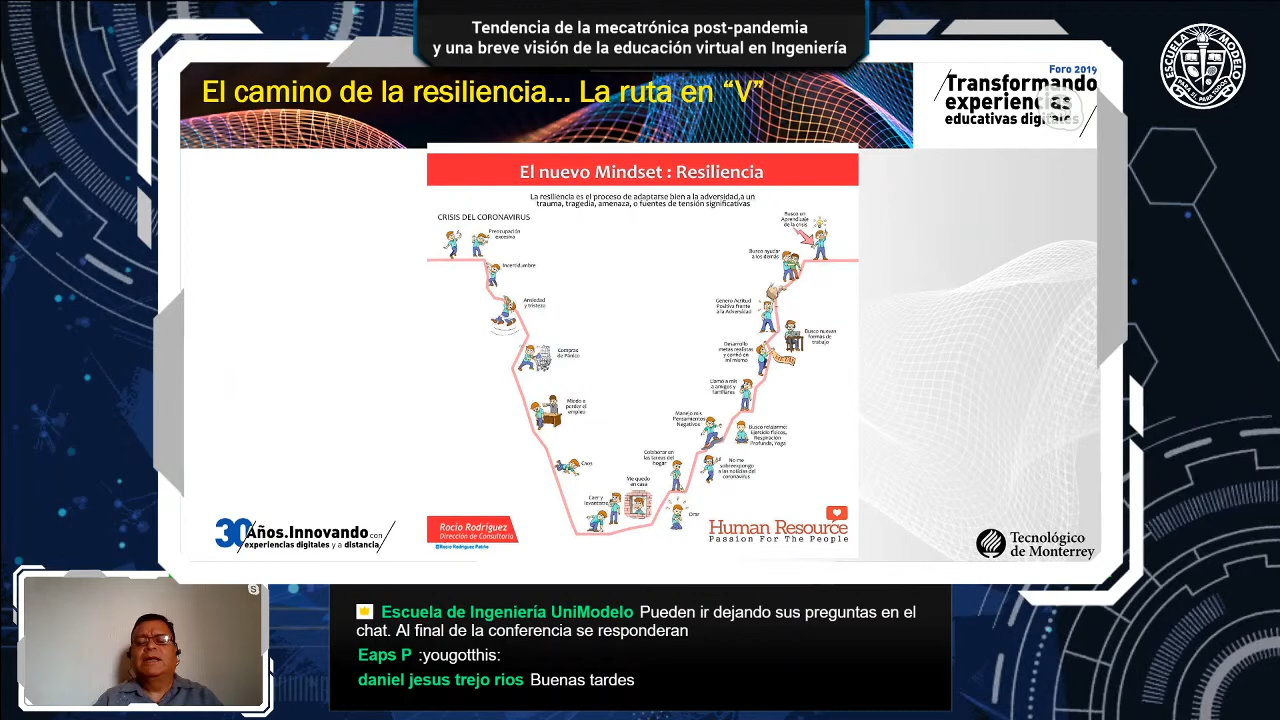 Tendencia de la mecatrónica post-pandemia
y una breve visión de la educación virtual en Ingeniería
ESCUELA MODELO
El camino de la resiliencia... La ruta en “V”
Foro 2019
Transformando
experiencias
educativas digitales
El nuevo Mindset : Resiliencia
La resiliencia es el proceso de adaptarse bien a la adversidad,a un
trauma, tragedia, amenaza, o fuentes de tensión significativas
CRISIS DEL CORONAVIRUS
Preocupación
excesiva
Incertidumbre
Ansiedad
y tristeza
Compras
de Pánico
Miedo a
perder el
empleo
Caos
Caer y
levantarse
Me quedo
en casa
Colaborar en
las tareas del
hogar
Orar
No me
sobreexpongo
a las noticias del
coronavirus
Manejo mis
Pensamientos
Negativos
Busco relajarme:
Ejercicio físicos,
Respiración
Profunda, Yoga
Llamo a mis
a amigos y
familiares
Desarrollo
metas realistas
y confió en
mi mismo
METAS
Busco nuevas
formas de
trabajo
Genero Actitud
Positiva frente
a la Adversidad
Busco ayudar
a los demás
Busco un
Aprendizaje
de la crisis
Rocío Rodríguez
Dirección de Consultoría
Human Resource
Passion For The People
30 Años.Innovando con
experiencias digitales y a distancia
Tecnológico
de Monterrey
Escuela de Ingeniería UniModelo Pueden ir dejando sus preguntas en el
chat. Al final de la conferencia se responderan
Eaps P :yougotthis:
daniel jesus trejo rios Buenas tardes